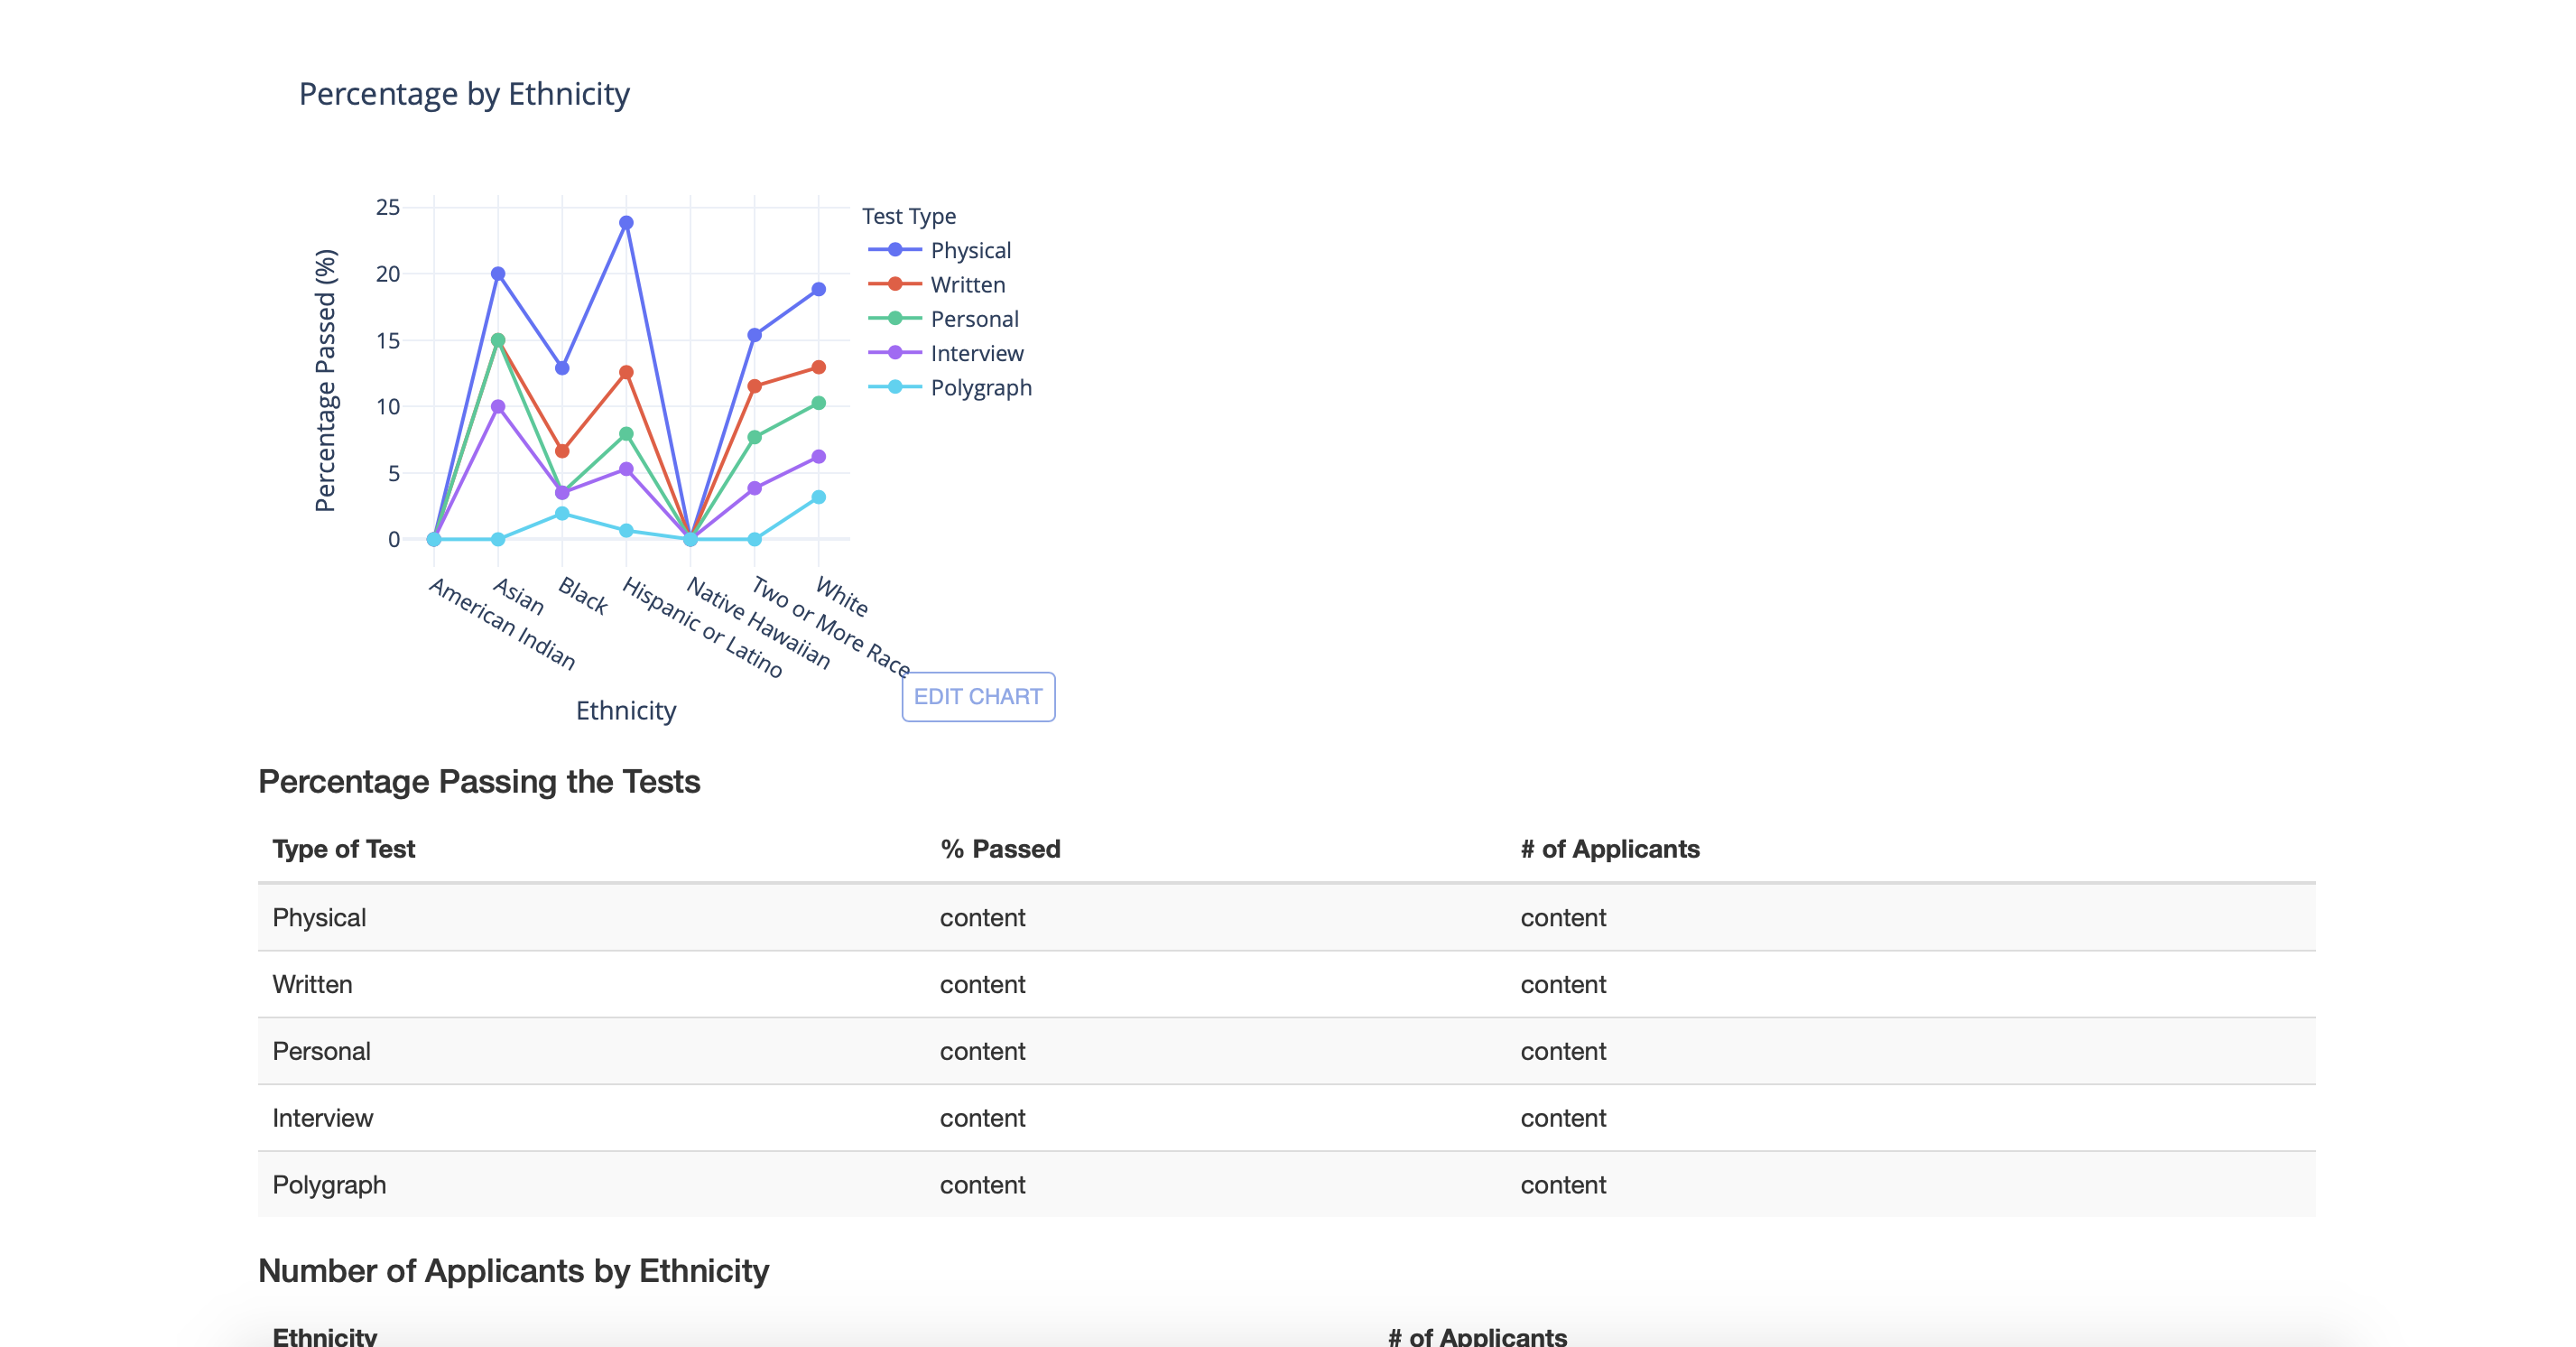 Percentage by Ethnicity
25
20
15
10
5
0
Percentage Passed (%)
Test Type
Physical
Written
Personal
Interview
Polygraph
American Indian
Asian
Black
Hispanic or Latino
Native Hawaiian
Two or More Race
White
Ethnicity
EDIT CHART
Percentage Passing the Tests
Type of Test % Passed # of Applicants
Physical content content
Written content content
Personal content content
Interview content content
Polygraph content content
Number of Applicants by Ethnicity
Ethnicity # of Applicants